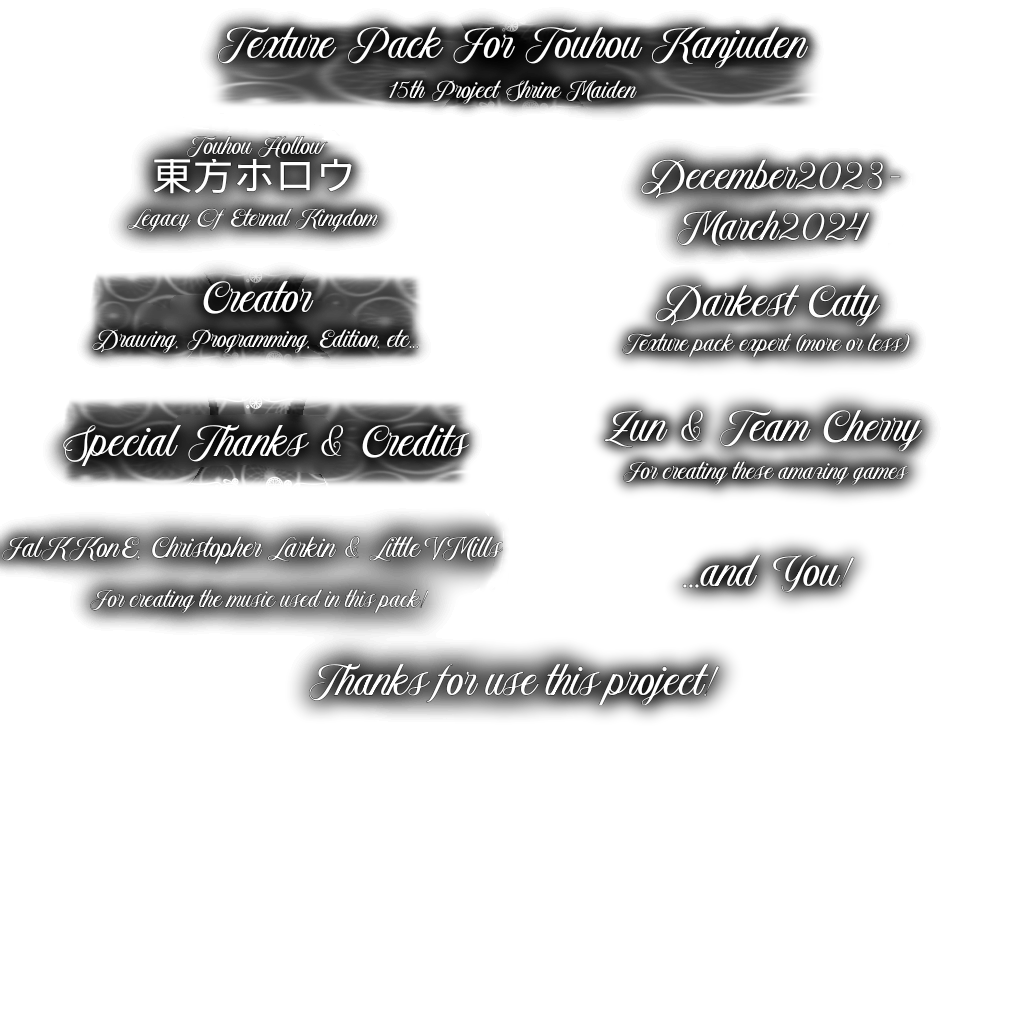 Texture Pack For Touhou Kanjuden
15th Project Shrine Maiden
Touhou Hollow
東方ホロウ
Legacy Of Eternal Kingdom
December2023-
March2024
Creator
Drawing, Programming, Edition, etc...
Darkest Caty
Texture pack expert (more or less)
Special Thanks & Credits
Zun & Team Cherry
For creating these amazing games
FalKKonE, Christopher Larkin & Little V Mills
For creating the music used in this pack!
...and You!
Thanks for use this project!